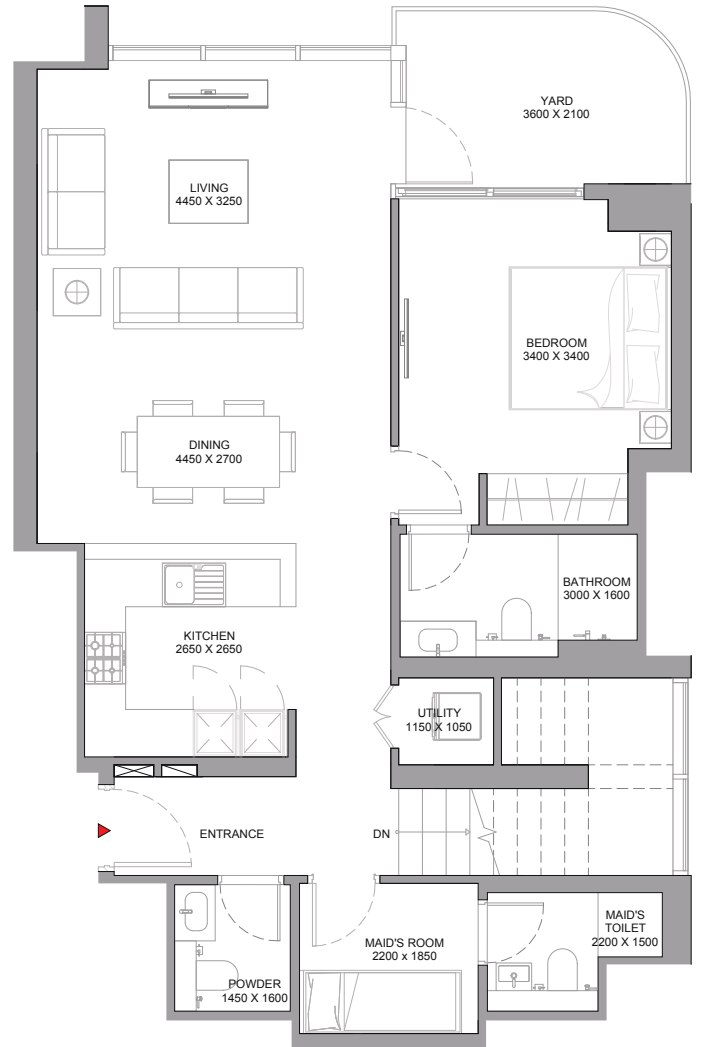 YARD
3600 X 2100
LIVING
4450 X 3250
BEDROOM
3400 X 3400
DINING
4450 X 2700
BATHROOM
3000 X 1600
KITCHEN
2650 X 2650
UTILITY
1150 X 1050
ENTRANCE
DN
MAID'S
TOILET
2200 X 1500
MAID'S ROOM
2200 x 1850
POWDER
1450 X 1600